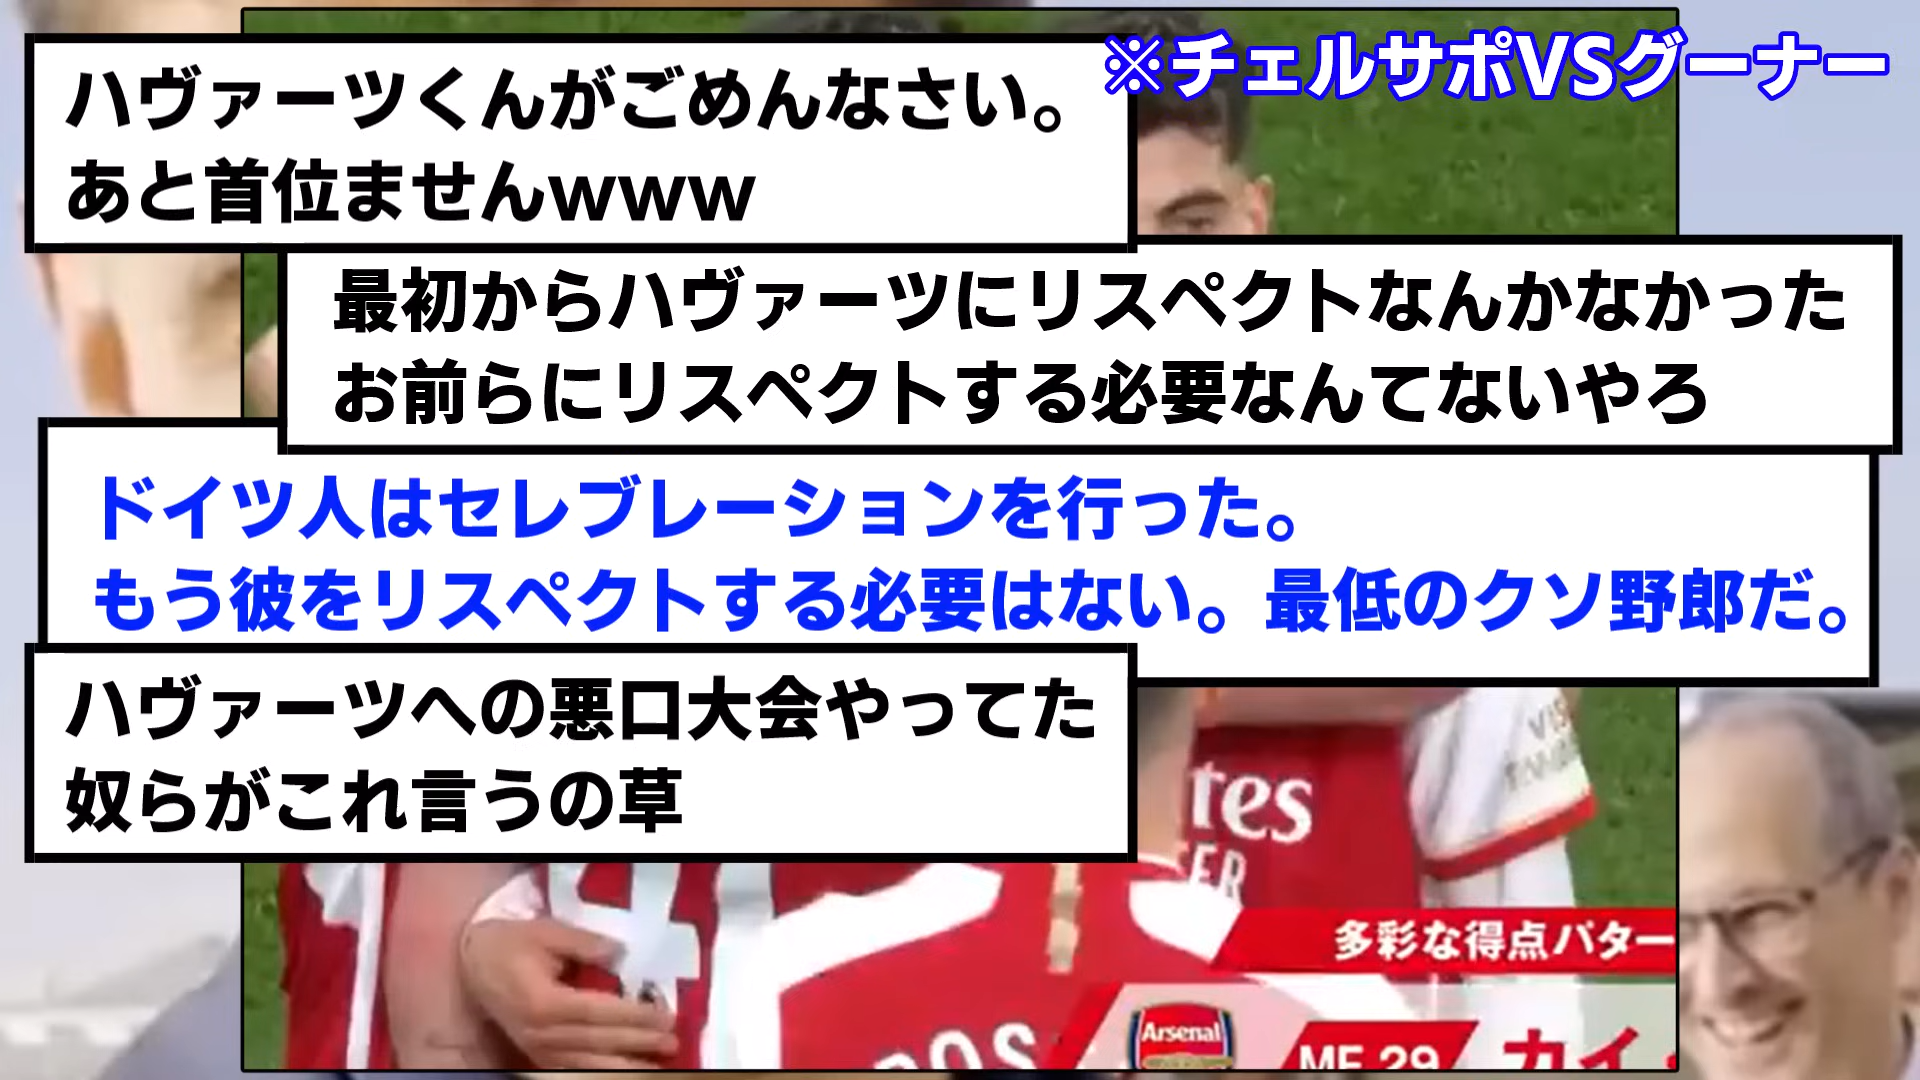 ※チェルサポVSグーナー
ハヴァーツくんがごめんなさい。
あと首位ませんwww
最初からハヴァーツにリスペクトなんかなかった
お前らにリスペクトする必要なんてないやろ
ドイツ人はセレブレーションを行った。
もう彼をリスペクトする必要はない。最低のクソ野郎だ。
ハヴァーツへの悪口大会やってた
奴らがこれ言うの草
tes
ER
4
多彩な得点パター
Arsenal
MF 29
カイ